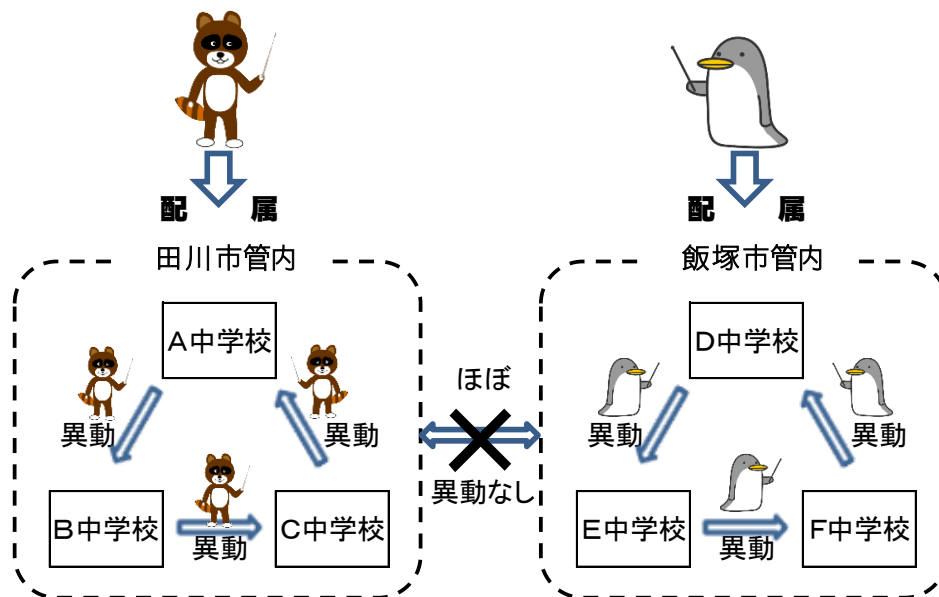 配 属
配 属
田川市管内
飯塚市管内
A中学校
異動
異動
B中学校
異動
C中学校
ほぼ
異動なし
D中学校
異動
異動
E中学校
異動
F中学校